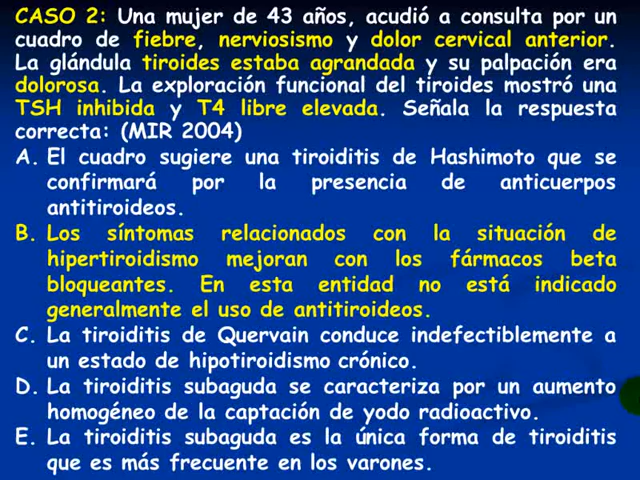 CASO 2: Una mujer de 43 años, acudió a consulta por un
cuadro de fiebre, nerviosismo y dolor cervical anterior.
La glándula tiroides estaba agrandada y su palpación era
dolorosa. La exploración funcional del tiroides mostró una
TSH inhibida y T4 libre elevada. Señala la respuesta
correcta: (MIR 2004)
A. El cuadro sugiere una tiroiditis de Hashimoto que se
confirmará por la presencia de anticuerpos
antitiroideos.
B. Los síntomas relacionados con la situación de
hipertiroidismo mejoran con los fármacos beta
bloqueantes. En esta entidad no está indicado
generalmente el uso de antitiroideos.
C. La tiroiditis de Quervain conduce indefectiblemente a
un estado de hipotiroidismo crónico.
D. La tiroiditis subaguda se caracteriza por un aumento
homogéneo de la captación de yodo radioactivo.
E. La tiroiditis subaguda es la única forma de tiroiditis
que es más frecuente en los varones.